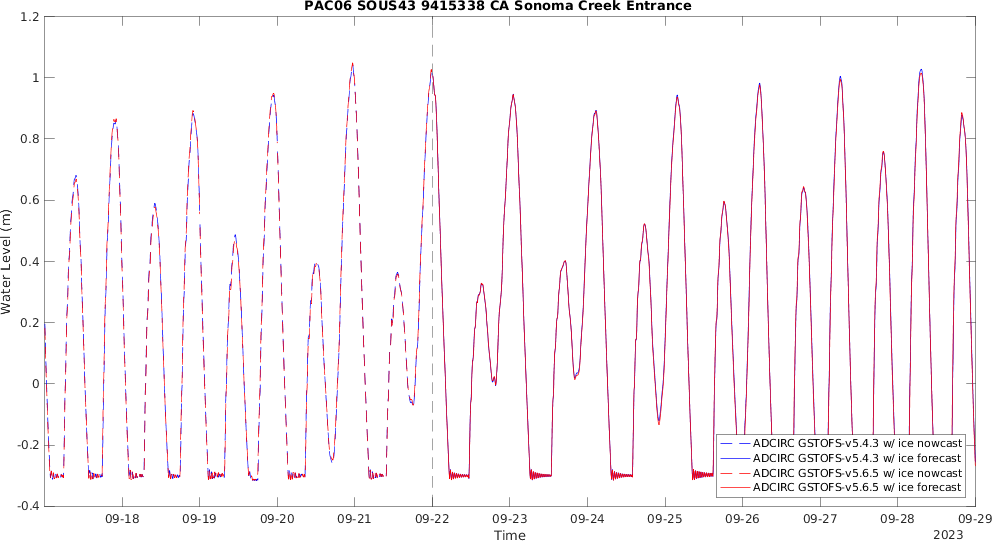 PAC06 SOUS43 9415338 CA Sonoma Creek Entrance
1.2
1
0.8
0.6
0.4
0.2
0
-0.2
-0.4
Water Level (m)
ADCIRC GSTOFS-v5.4.3 w/ ice nowcast
ADCIRC GSTOFS-v5.4.3 w/ ice forecast
ADCIRC GSTOFS-v5.6.5 w/ ice nowcast
ADCIRC GSTOFS-v5.6.5 w/ ice forecast
09-18 09-19 09-20 09-21 09-22 09-23 09-24 09-25 09-26 09-27 09-28 09-29
Time
2023